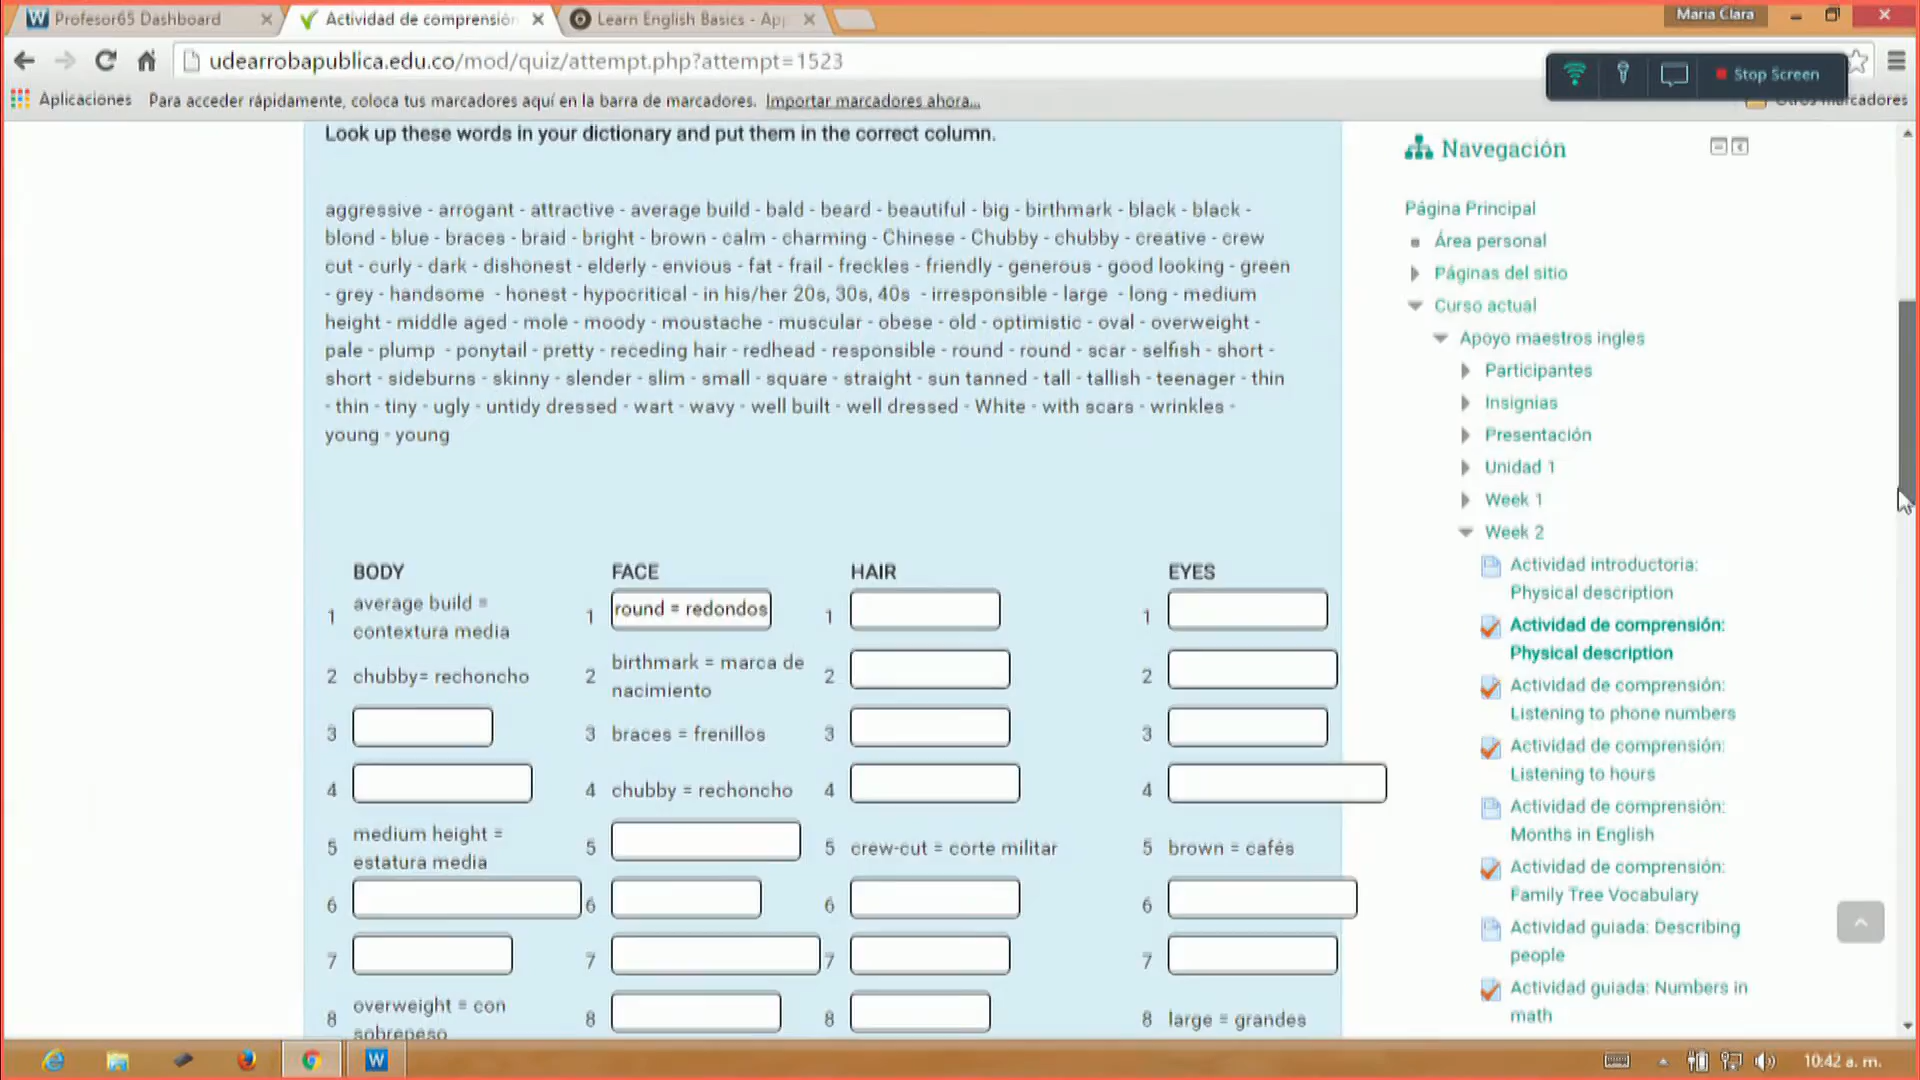 Profesor65 Dashboard
Actividad de comprensión
Learn English Basics - Ap
Maria Clara
udearrobapublica.edu.co/mod/quiz/attempt.php?attempt=1523
Stop Screen
Aplicaciones
Para acceder rápidamente, coloca tus marcadores aquí en la barra de marcadores. Importar marcadores ahora...
Otros marcadores
Look up these words in your dictionary and put them in the correct column.
aggressive - arrogant - attractive - average build - bald - beard - beautiful - big - birthmark - black - black -
blond - blue - braces - braid - bright - brown - calm - charming - Chinese - Chubby - chubby - creative - crew
cut - curly - dark - dishonest - elderly - envious - fat - frail - freckles - friendly - generous - good looking - green
- grey - handsome - honest - hypocritical - in his/her 20s, 30s, 40s - irresponsible - large - long - medium
height - middle aged - mole - moody - moustache - muscular - obese - old - optimistic - oval - overweight -
pale - plump - ponytail - pretty - receding hair - redhead - responsible - round - round - scar - selfish - short -
short - sideburns - skinny - slender - slim - small - square - straight - sun tanned - tall - tallish - teenager - thin
- thin - tiny - ugly - untidy dressed - wart - wavy - well built - well dressed - White - with scars - wrinkles -
young - young
BODY FACE HAIR EYES
1 average build =
contextura media
1 round = redondos
1
1
2 chubby= rechoncho
2 birthmark = marca de
nacimiento
2
2
3
3 braces = frenillos
3
3
4
4 chubby = rechoncho
4
4
5 medium height =
estatura media
5
5 crew-cut = corte militar
5 brown = cafés
6
6
6
6
7
7
7
7
8 overweight = con
sobrepeso
8
8
8 large = grandes
Navegación
Página Principal
Área personal
Páginas del sitio
Curso actual
Apoyo maestros ingles
Participantes
Insignias
Presentación
Unidad 1
Week 1
Week 2
Actividad introductoria:
Physical description
Actividad de comprensión:
Physical description
Actividad de comprensión:
Listening to phone numbers
Actividad de comprensión:
Listening to hours
Actividad de comprensión:
Months in English
Actividad de comprensión:
Family Tree Vocabulary
Actividad guiada: Describing
people
Actividad guiada: Numbers in
math
10:42 a. m.